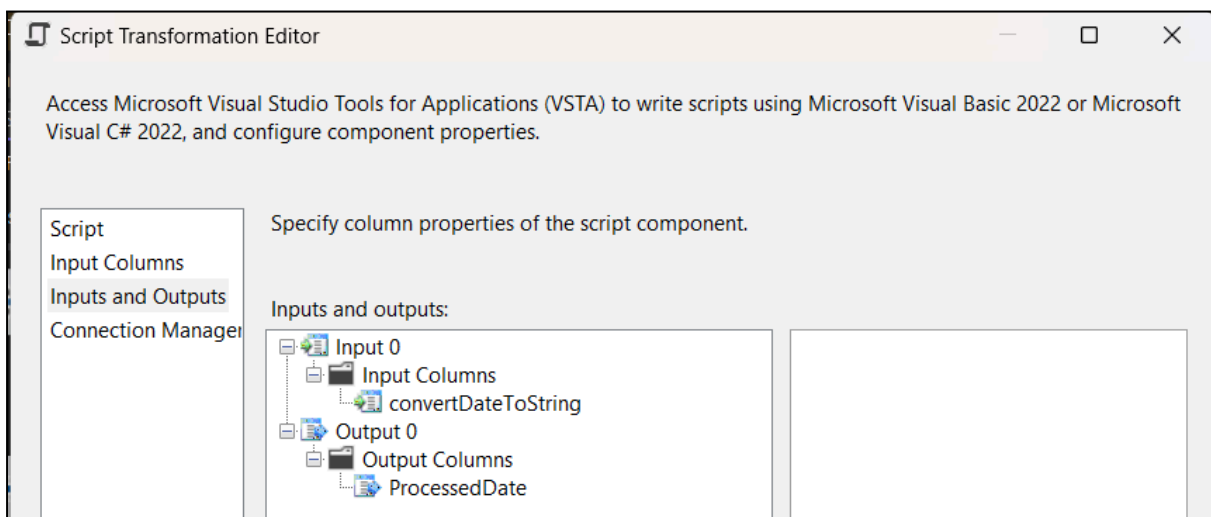 Script Transformation Editor
Access Microsoft Visual Studio Tools for Applications (VSTA) to write scripts using Microsoft Visual Basic 2022 or Microsoft
Visual C# 2022, and configure component properties.
Script
Input Columns
Inputs and Outputs
Connection Manager
Specify column properties of the script component.
Inputs and outputs:
Input 0
Input Columns
convertDateToString
Output 0
Output Columns
ProcessedDate